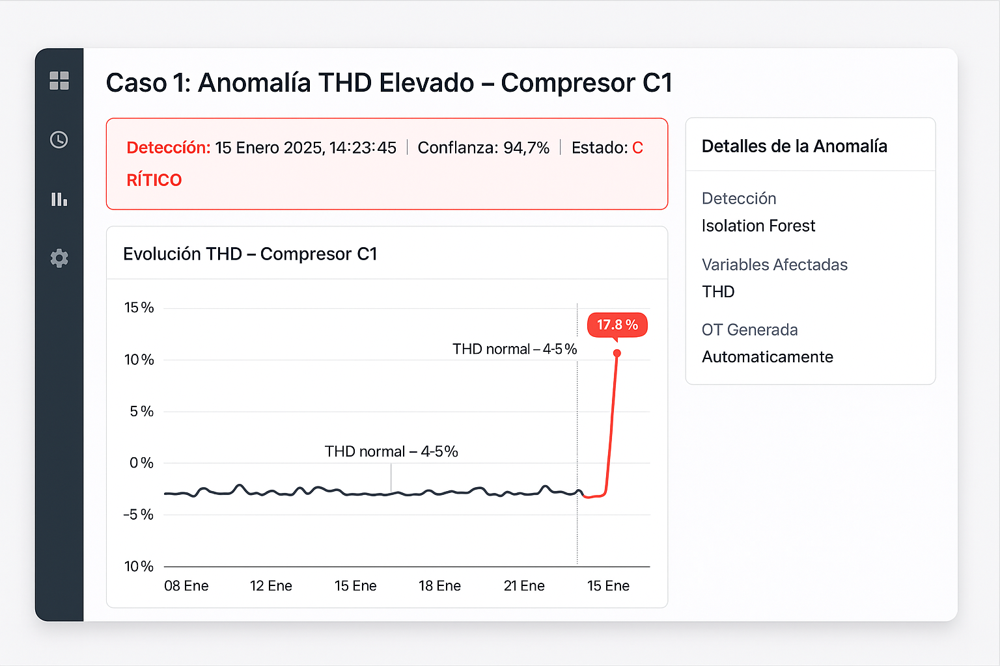 Caso 1: Anomalía THD Elevado – Compresor C1
Deteccíón: 15 Enero 2025, 14:23:45 | Conflanza: 94,7% | Estado: C
RÍTICO
Evolución THD – Compresor C1
15 %
17.8 %
THD normal – 4-5 %
10 %
5 %
THD normal – 4-5%
0 %
–5 %
10 %
08 Ene 12 Ene 15 Ene 18 Ene 21 Ene 15 Ene
Detalles de la Anomalía
Detección
Isolation Forest
Variables Afectadas
THD
OT Generada
Automaticamente